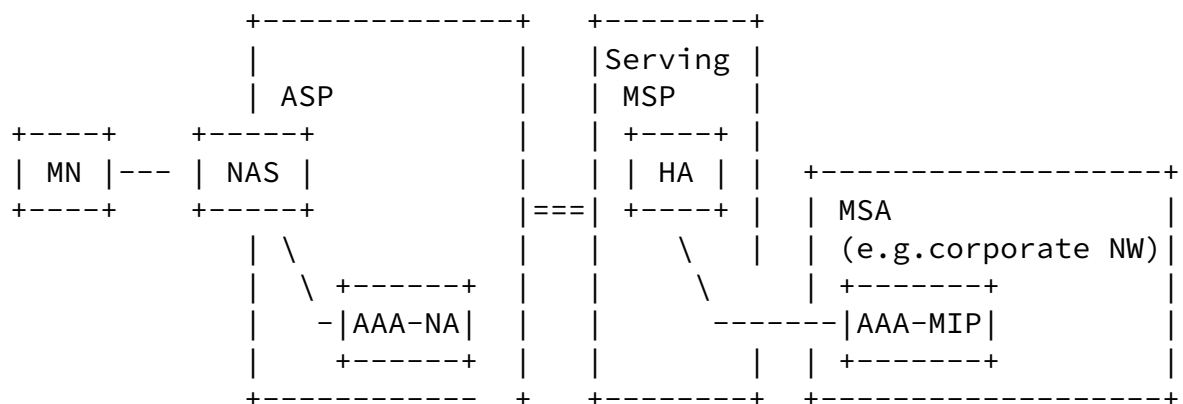 Serving
ASP MSP
MN --- NAS HA
=== MSA
(e.g.corporate NW)
AAA-NA AAA-MIP